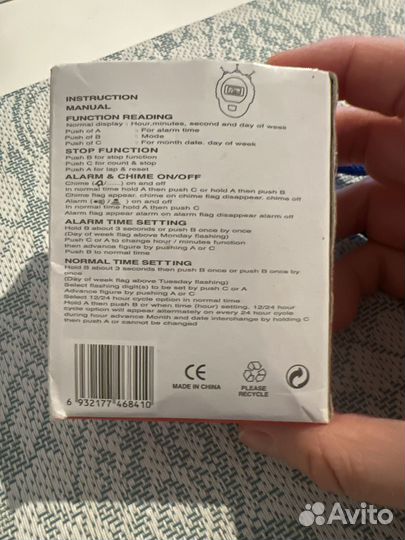 INSTRUCTION
MANUAL
FUNCTION READING
Normal display : Hour,minutes, second and day of week
Push of A : For alarm time
Push of B : Mode
Push of C : For month date, day of week
STOP FUNCTION
Push B for stop function
Push C for start & stop
Push A for lap & reset
ALARM & CHIME ON/OFF
Chime ( /......) on and off
In normal time hold A then push C or hold A then push B
Chime flag appear, chime on chime flag disappear, chime off
Alarm ( / ) on and off
In normal time hold A then push C
Alarm flag appear alarm on alarm flag disappear alarm off
ALARM TIME SETTING
Hold B about 3 seconds or push B once or twice
(Day of week flag above Monday flashing)
Push C or A to change hour / minutes function
then advance figure by pushing A or C
Push B to normal time
NORMAL TIME SETTING
Hold B about 3 seconds then push B once or push B once by
once
(Day of week flag above Tuesday flashing)
Select flashing digit(s) to be set by push C or A
Advance figure by pushing A or C
Select 12/24 hour cycle option in normal time
Hold A then push B or when time (hour) setting, 12/24 hour
cycle option will appear alternately on every 24 hour cycle
during hour advance Month and date interchange by holding C
then push A or cannot be changed
6 932177 468410
CE
MADE IN CHINA
PLEASE
RECYCLE
Avito